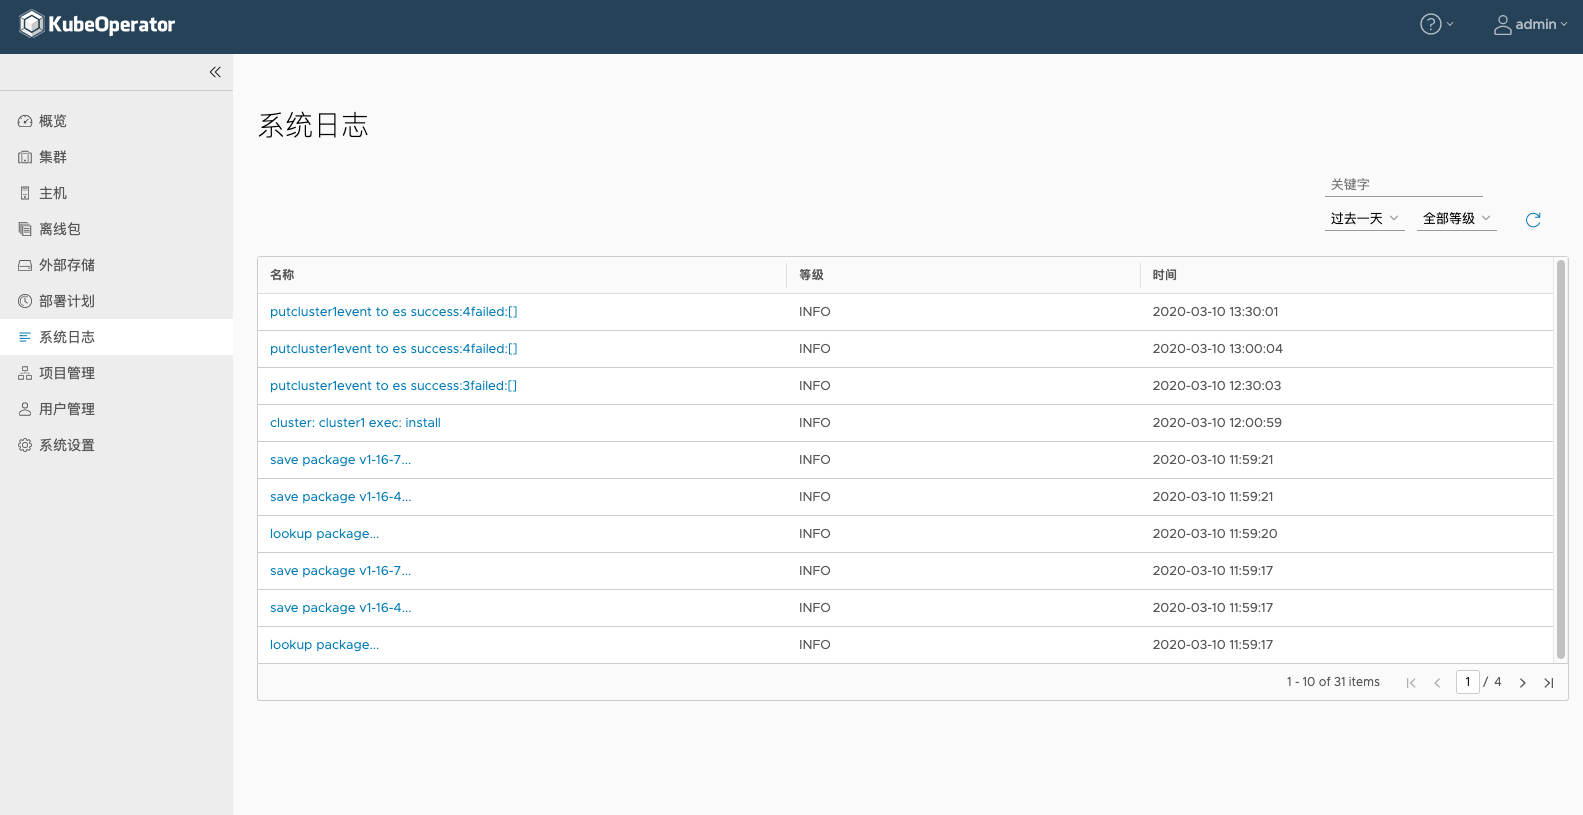 KubeOperator
admin
概览
集群
主机
离线包
外部存储
部署计划
系统日志
项目管理
用户管理
系统设置
系统日志
关键字
过去一天 全部等级
名称 等级 时间
putcluster1event to es success:4failed:[] INFO 2020-03-10 13:30:01
putcluster1event to es success:4failed:[] INFO 2020-03-10 13:00:04
putcluster1event to es success:3failed:[] INFO 2020-03-10 12:30:03
cluster: cluster1 exec: install INFO 2020-03-10 12:00:59
save package v1-16-7... INFO 2020-03-10 11:59:21
save package v1-16-4... INFO 2020-03-10 11:59:21
lookup package... INFO 2020-03-10 11:59:20
save package v1-16-7... INFO 2020-03-10 11:59:17
save package v1-16-4... INFO 2020-03-10 11:59:17
lookup package... INFO 2020-03-10 11:59:17
1 - 10 of 31 items 1 / 4